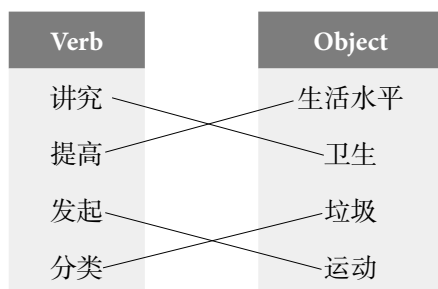 Verb Object
讲究 生活水平
提高 卫生
发起 垃圾
分类 运动